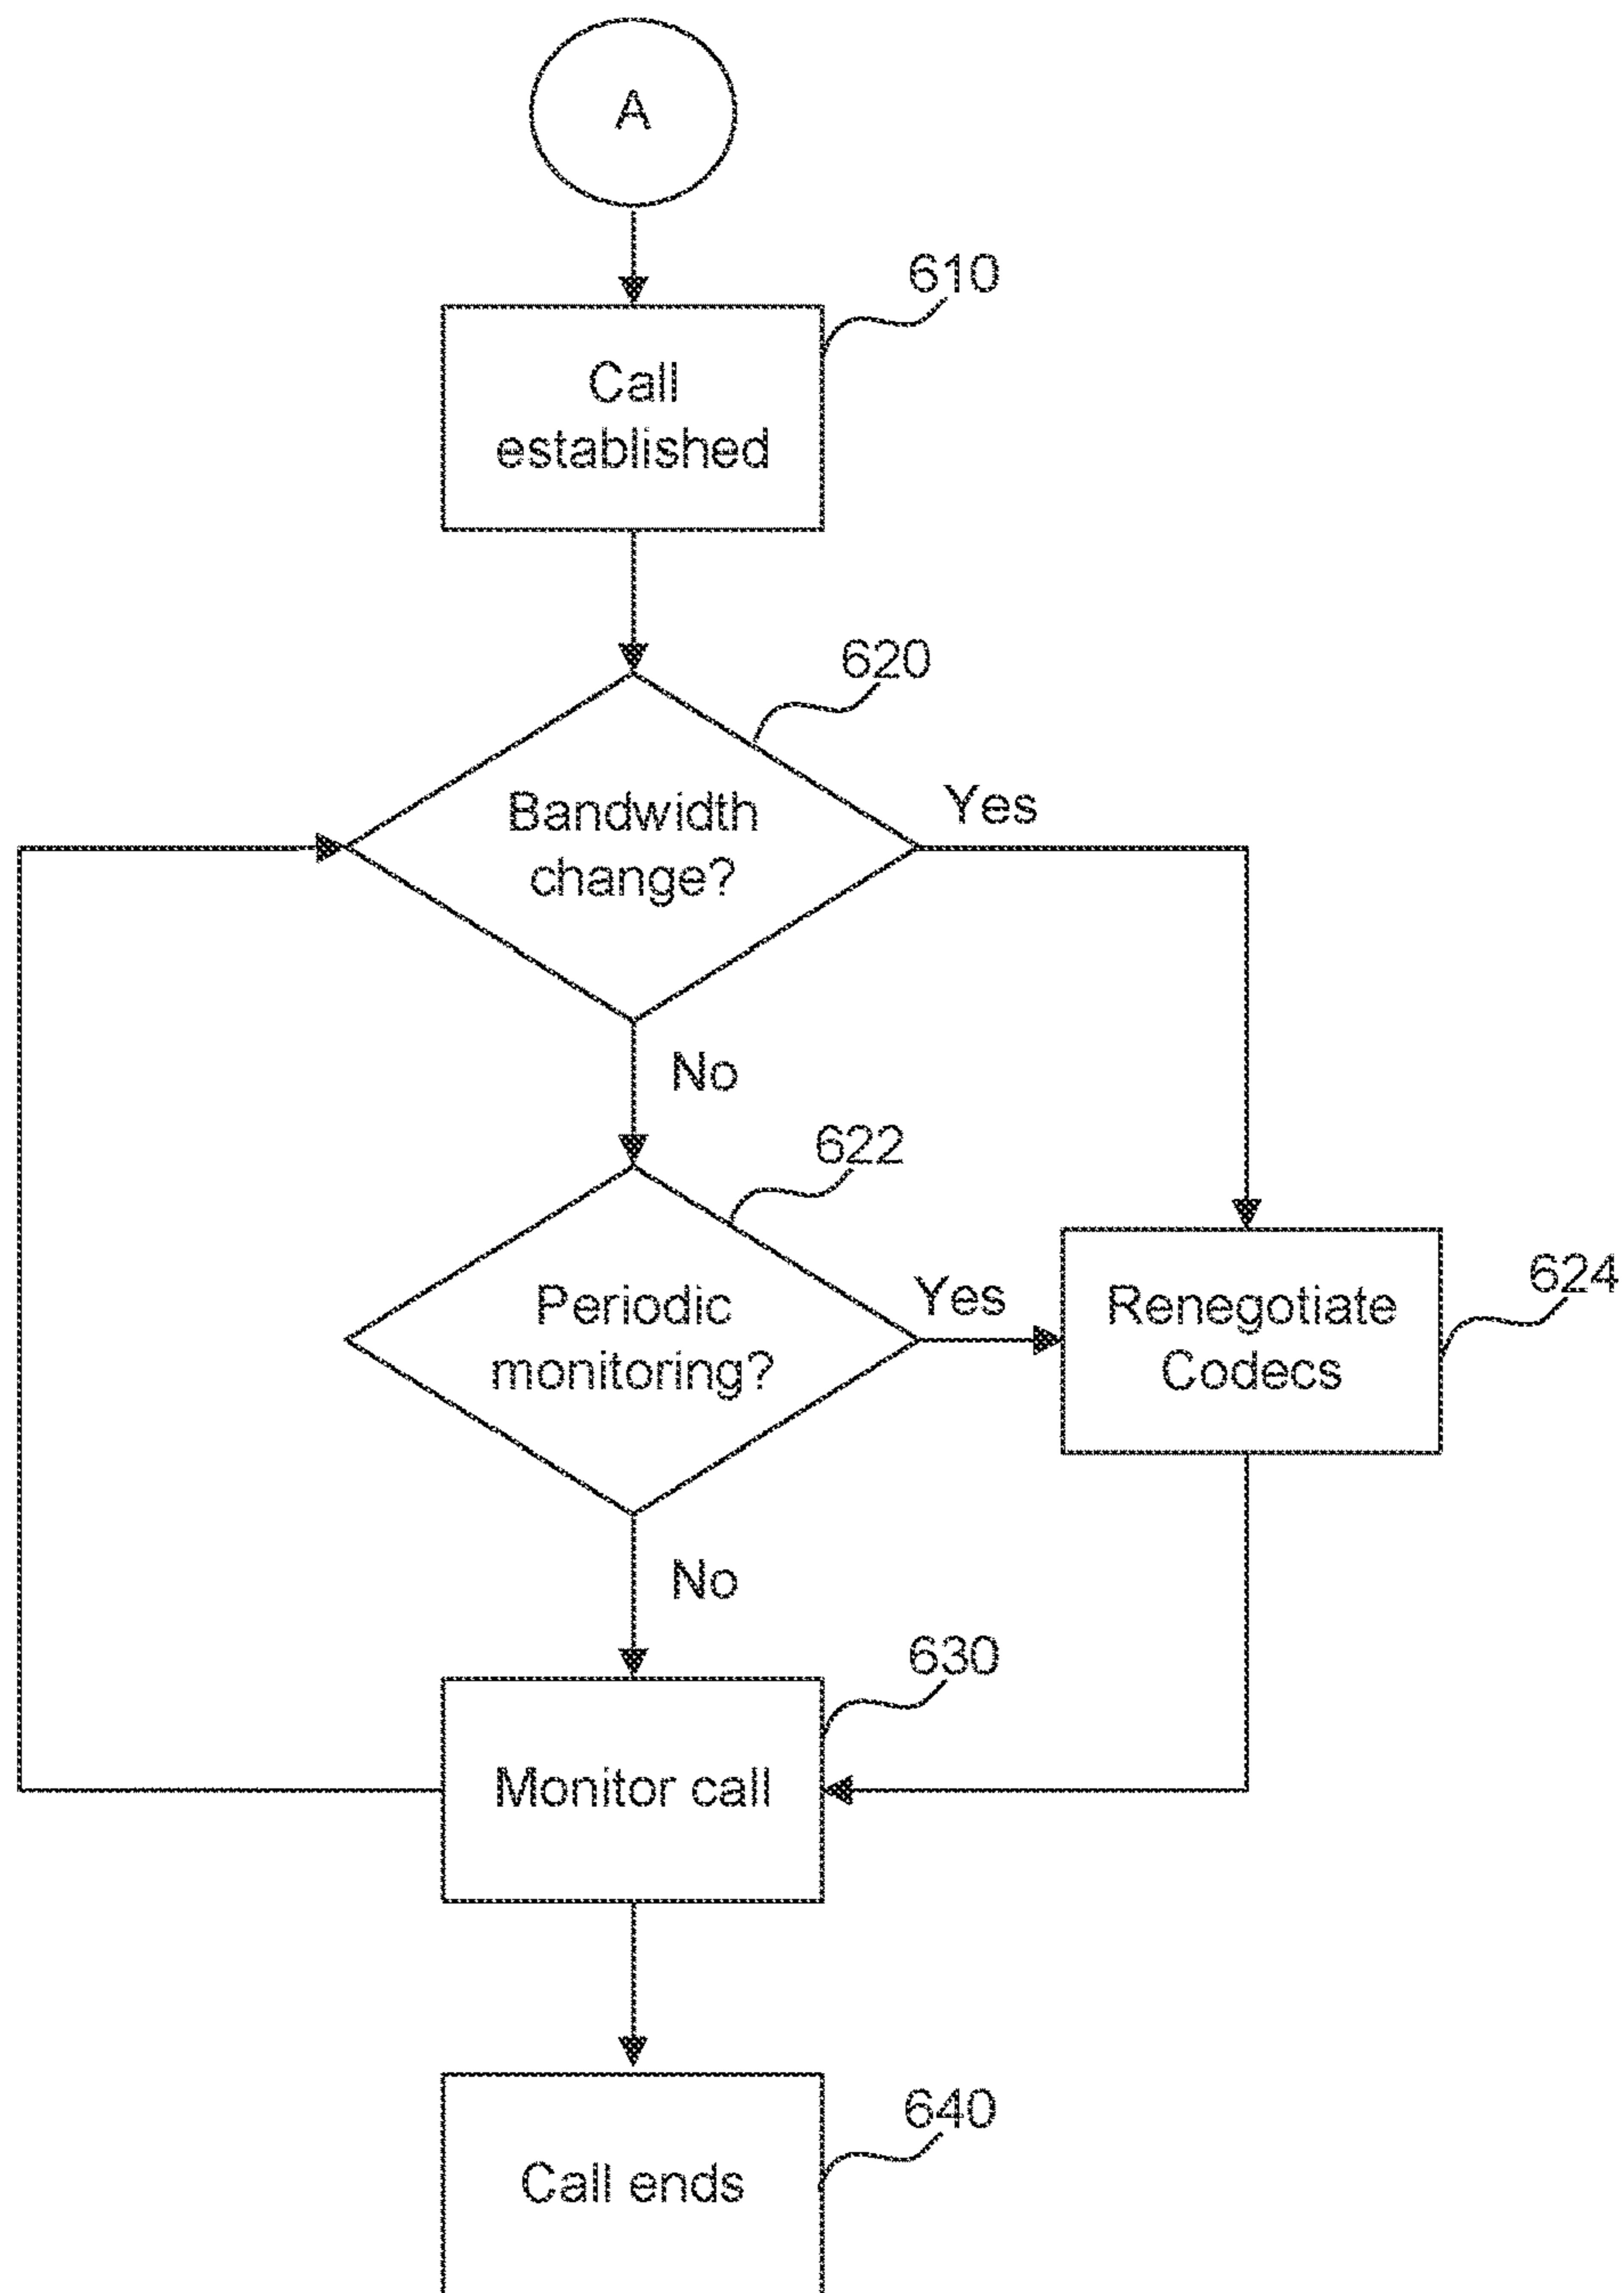 A
610
Call
established
620
Bandwidth
change?
Yes
No
622
Periodic
monitoring?
Yes
624
Renegotiate
Codecs
No
630
Monitor call
640
Call ends